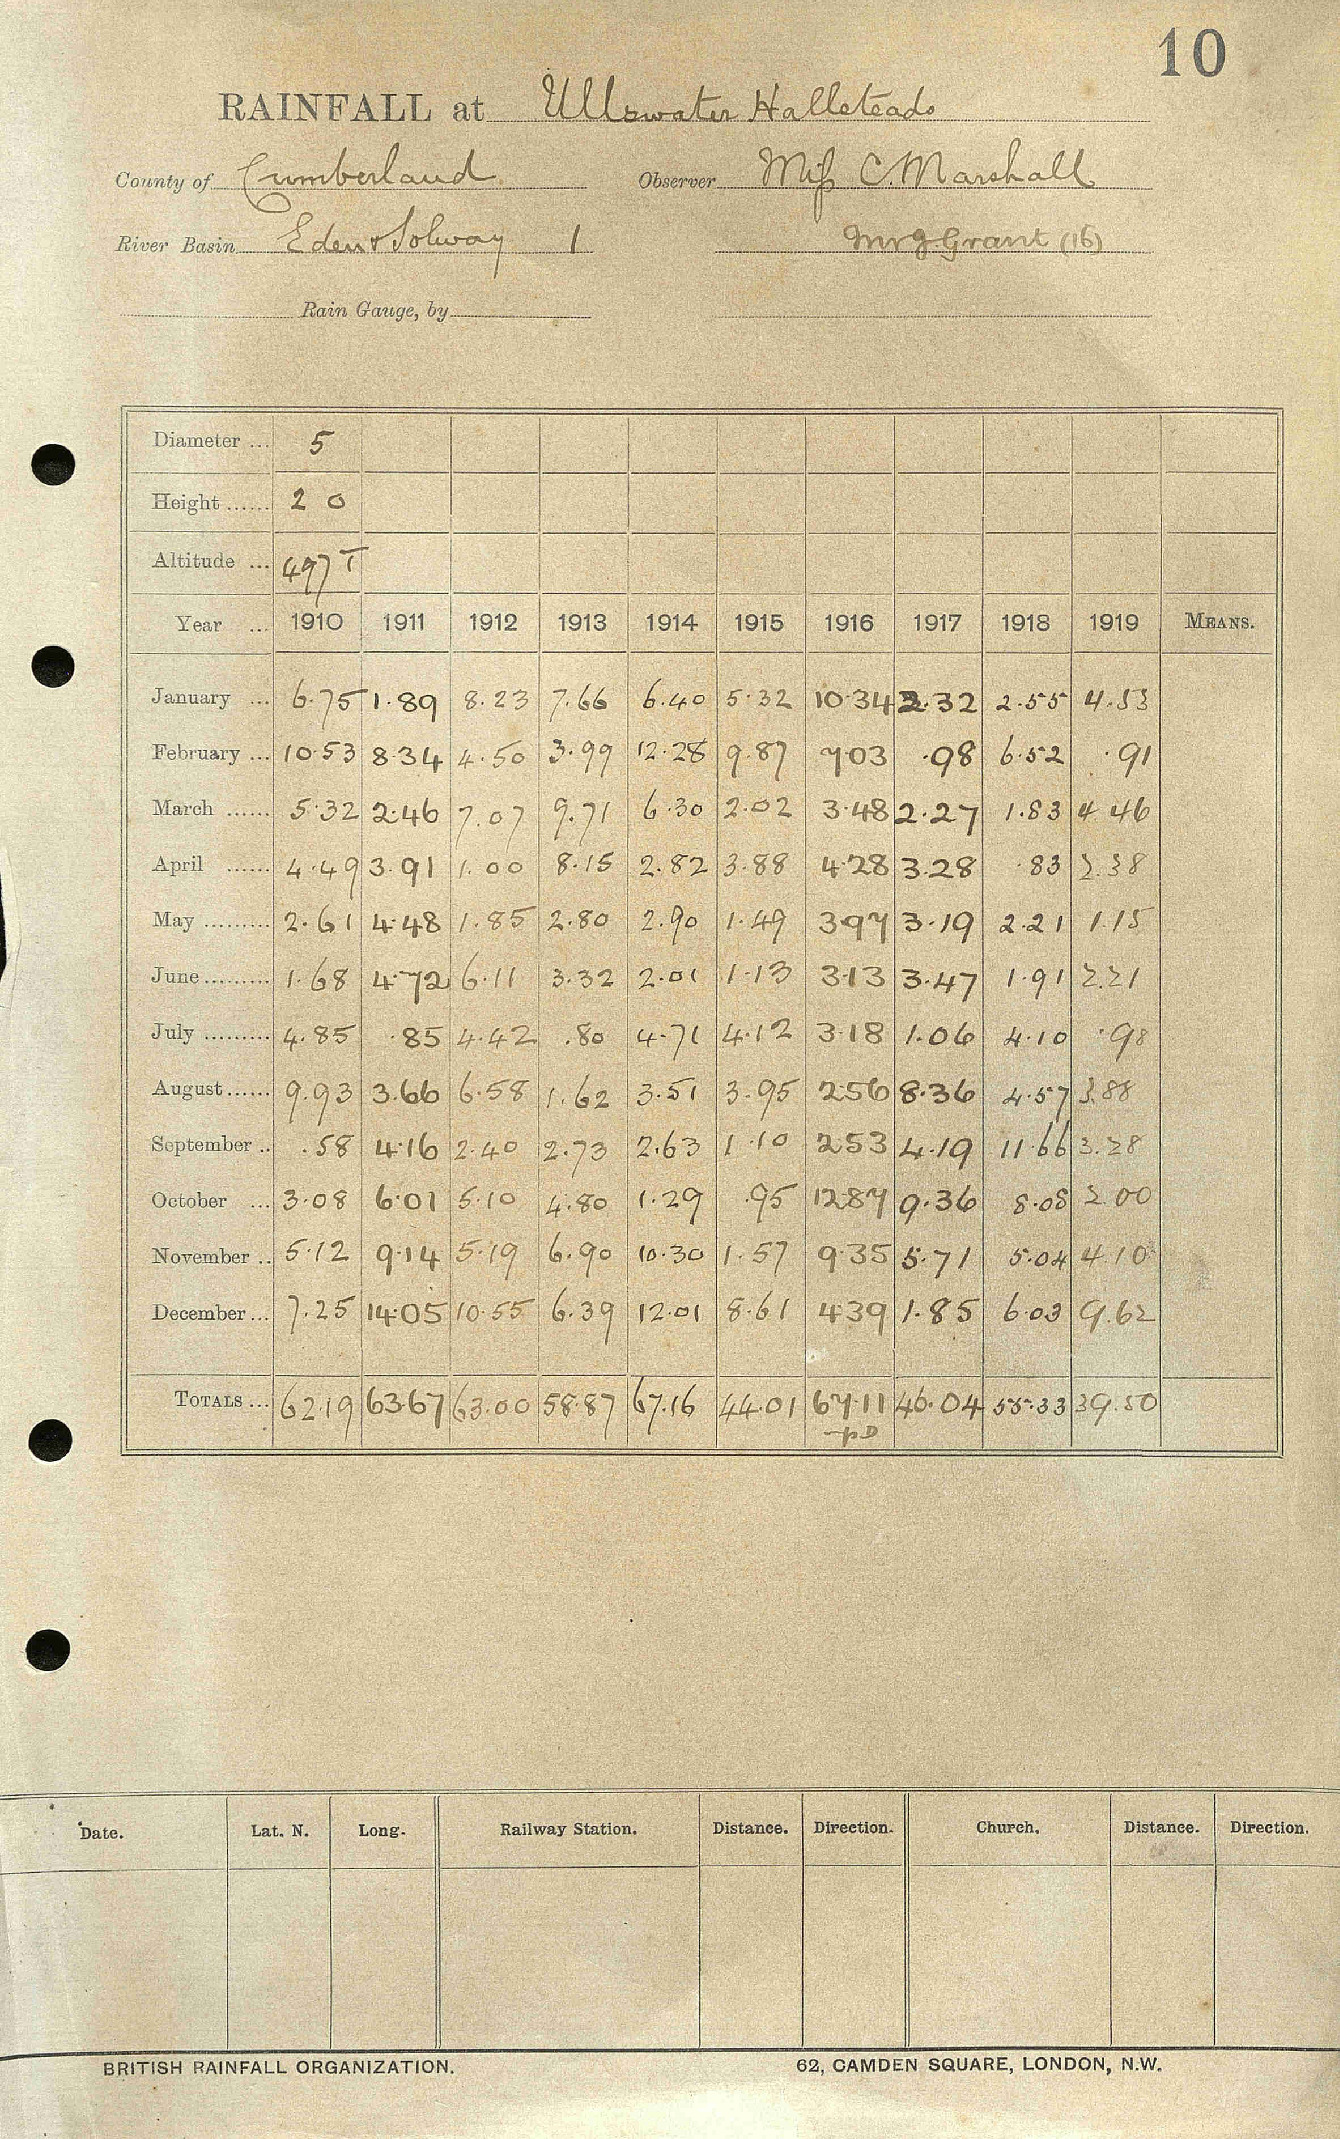 10
RAINFALL at Ullswater Hallsteads
County of Cumberland Observer Miss C. Marshall
River Basin Eden & Solway 1 Mr J Grant (16)
Rain Gauge, by
Diameter ... 5
Height ...... 2 0
Altitude ... 497 T
Year ... 1910 1911 1912 1913 1914 1915 1916 1917 1918 1919 MEANS.
January ... 6.75 1.89 8.23 7.66 6.40 5.32 10.34 2.32 2.55 4.53
February ... 10.53 8.34 4.50 3.99 12.28 9.87 7.03 .98 6.52 .91
March ...... 5.32 2.46 7.07 9.71 6.30 2.02 3.48 2.27 1.83 4.46
April ...... 4.49 3.91 1.00 8.15 2.82 3.88 4.28 3.28 .83 2.38
May ......... 2.61 4.48 1.85 2.80 2.90 1.49 3.97 3.19 2.21 1.15
June ......... 1.68 4.72 6.11 3.32 2.01 1.13 3.13 3.47 1.91 2.21
July ......... 4.85 .85 4.42 .80 4.71 4.12 3.18 1.06 4.10 .98
August ...... 9.93 3.66 6.58 1.62 3.51 3.95 2.56 8.36 4.57 3.88
September .. .58 4.16 2.40 2.73 2.63 1.10 2.53 4.19 11.66 3.28
October ... 3.08 6.01 5.10 4.80 1.29 .95 12.87 9.36 8.08 2.00
November .. 5.12 9.14 5.19 6.90 10.30 1.57 9.35 5.71 5.04 4.10
December ... 7.25 14.05 10.55 6.39 12.01 8.61 4.39 1.85 6.03 9.62
TOTALS ... 62.19 63.67 63.00 58.87 67.16 44.01 67.11 46.04 55.33 39.50
Date. Lat. N. Long. Railway Station. Distance. Direction. Church. Distance. Direction.
BRITISH RAINFALL ORGANIZATION. 62, CAMDEN SQUARE, LONDON, N.W.